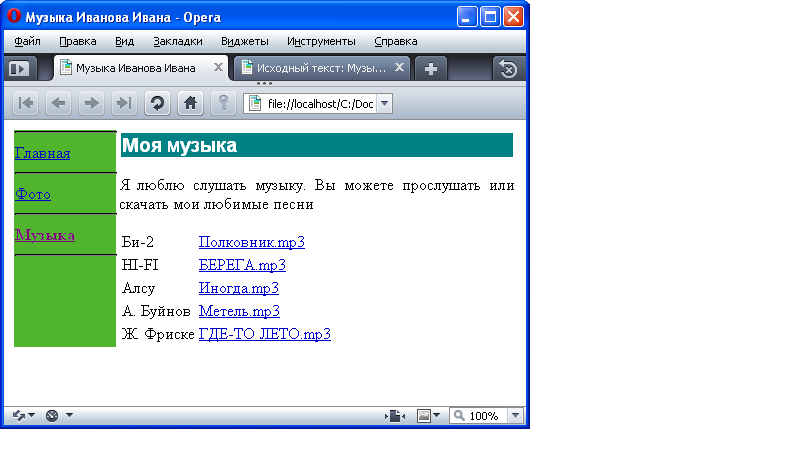 Музыка Иванова Ивана - Opera
Файл Правка Вид Закладки Виджеты Инструменты Справка
Музыка Иванова Ивана Исходный текст: Музы...
file://localhost/C:/Doc
Главная
Фото
Музыка
Моя музыка
Я люблю слушать музыку. Вы можете прослушать или
скачать мои любимые песни
Би-2 Полковник.mp3
HI-FI БЕРЕГА.mp3
Алсу Иногда.mp3
А. Буйнов Метель.mp3
Ж. Фриске ГДЕ-ТО ЛЕТО.mp3
100%